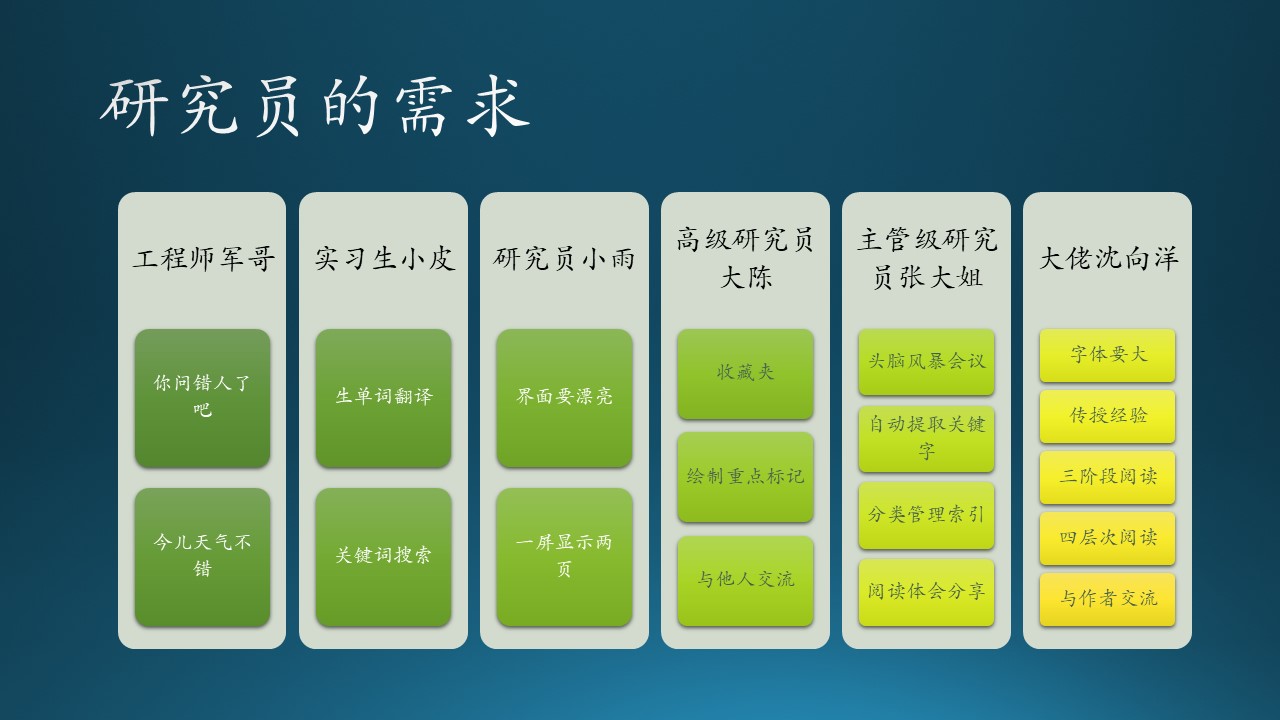 研究员的需求
工程师军哥
你问错人了
吧
今儿天气不
错
实习生小皮
生单词翻译
关键词搜索
研究员小雨
界面要漂亮
一屏显示两
页
高级研究员
大陈
收藏夹
绘制重点标记
与他人交流
主管级研究
员张大姐
头脑风暴会议
自动提取关键
字
分类管理索引
阅读体会分享
大佬沈向洋
字体要大
传授经验
三阶段阅读
四层次阅读
与作者交流